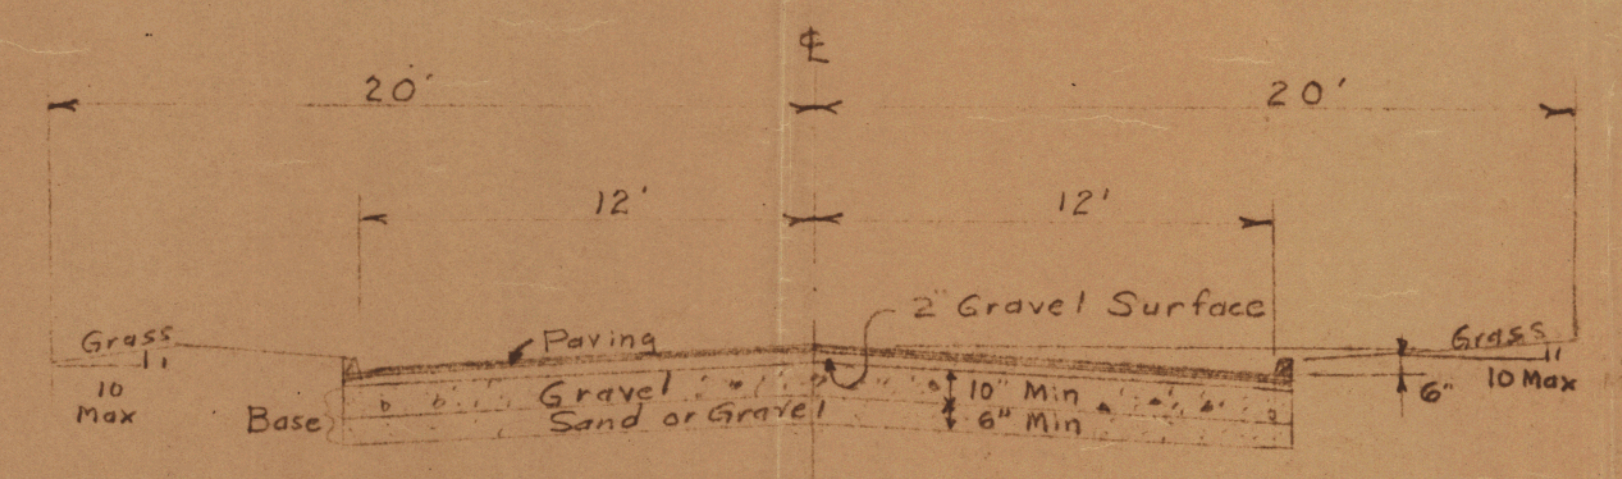 ℄
20' 20'
12' 12'
2" Gravel Surface
Grass Paving Grass
10 Max
Gravel 10" Min 6" 10 Max
Base Sand or Gravel 6" Min